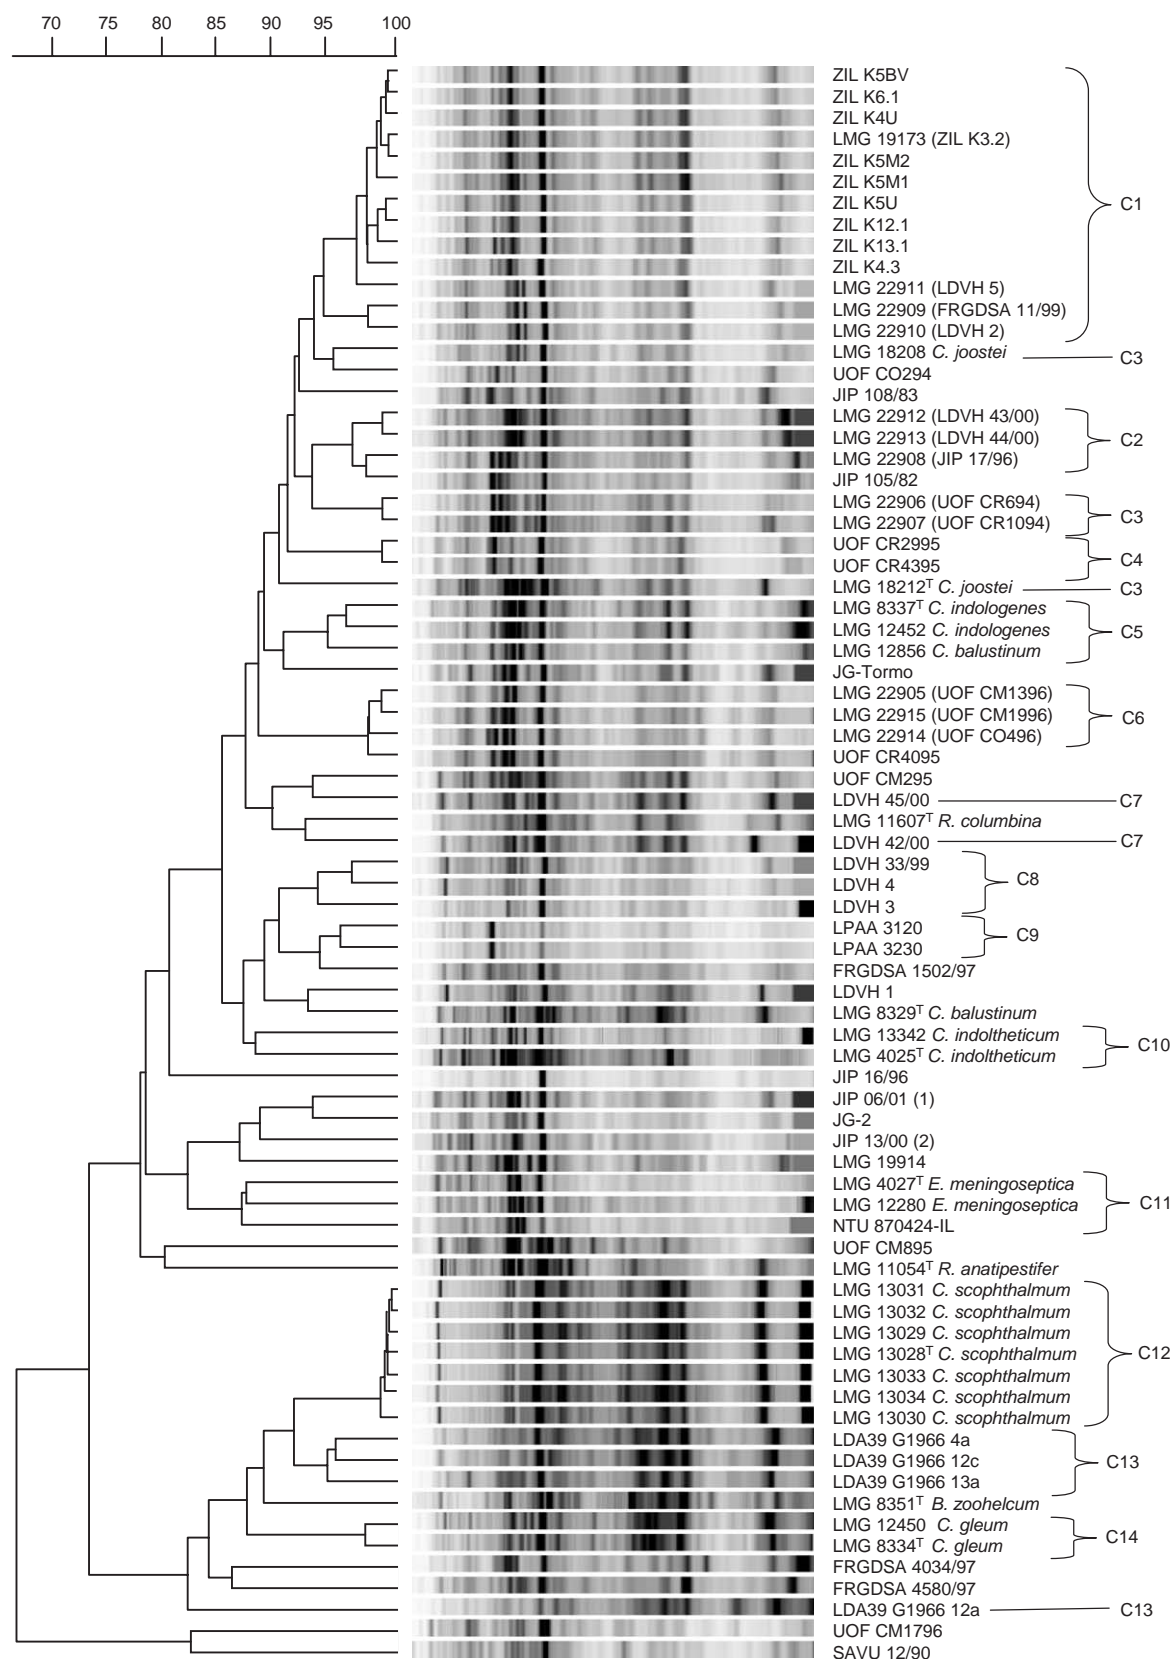 70 80 85 90 95 100
ZIL K5BV
ZIL K6.1
ZIL K4U
LMG 19173 (ZIL K3.2)
ZIL K5M2
ZIL K5M1
ZIL K5U
C1
ZIL K12.1
ZIL K13.1
ZIL K4.3
LMG 22911 (LDVH 5)
LMG 22909 (FRGDSA 11/99)
LMG 22910 (LDVH 2)
LMG 18208 C. joostei C3
UOF CO294
JIP 108/83
LMG 22912 (LDVH 43/00)
LMG 22913 (LDVH 44/00) C2
LMG 22908 (JIP 17/96)
JIP 105/82
LMG 22906 (UOF CR694)
C3
LMG 22907 (UOF CR1094)
UOF CR2995
C4
UOF CR4395
LMG 18212T C. joostei C3
LMG 8337T C. indologenes
LMG 12452 C. indologenes C5
LMG 12856 C. balustinum
JG-Tormo
LMG 22905 (UOF CM1396)
LMG 22915 (UOF CM1996) C6
LMG 22914 (UOF CO496)
UOF CR4095
UOF CM295
LDVH 45/00 C7
LMG 11607T R. columbina
LDVH 42/00 C7
LDVH 33/99
LDVH 4 C8
LDVH 3
LPAA 3120
C9
LPAA 3230
FRGDSA 1502/97
LDVH 1
LMG 8329T C. balustinum
LMG 13342 C. indoltheticum
C10
LMG 4025T C. indoltheticum
JIP 16/96
JIP 06/01 (1)
JG-2
JIP 13/00 (2)
LMG 19914
LMG 4027T E. meningoseptica
LMG 12280 E. meningoseptica C11
NTU 870424-IL
UOF CM895
LMG 11054T R. anatipestifer
LMG 13031 C. scophthalmum
LMG 13032 C. scophthalmum
LMG 13029 C. scophthalmum
LMG 13028T C. scophthalmum C12
LMG 13033 C. scophthalmum
LMG 13034 C. scophthalmum
LMG 13030 C. scophthalmum
LDA39 G1966 4a
LDA39 G1966 12c C13
LDA39 G1966 13a
LMG 8351T B. zoohelcum
LMG 12450 C. gleum
C14
LMG 8334T C. gleum
FRGDSA 4034/97
FRGDSA 4580/97
LDA39 G1966 12a C13
UOF CM1796
SAVU 12/90